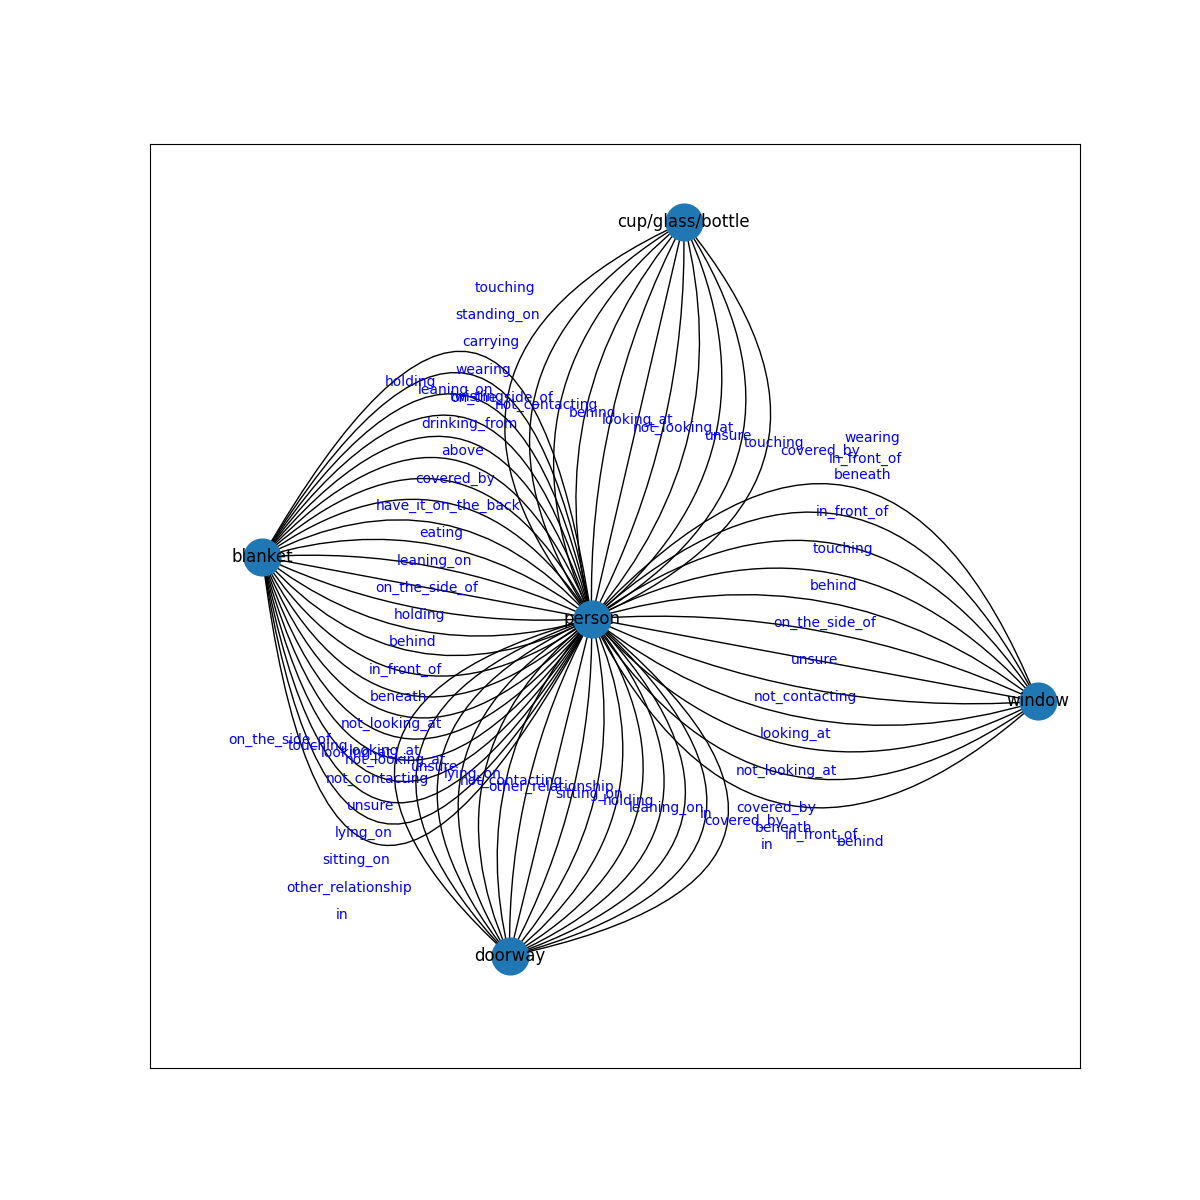 cup/glass/bottle
touching
standing_on
carrying
wearing
holding
leaning_on
on_the_side_of
not_contacting
behind
looking_at
not_looking_at
unsure
touching
covered_by
in_front_of
wearing
beneath
drinking_from
above
covered_by
have_it_on_the_back
eating
leaning_on
on_the_side_of
holding
behind
in_front_of
beneath
not_looking_at
looking_at
not_contacting
unsure
lying_on
sitting_on
other_relationship
in
blanket
person
window
in_front_of
touching
behind
on_the_side_of
unsure
not_contacting
looking_at
not_looking_at
covered_by
beneath
in
on_the_side_of
touching
looking_at
not_looking_at
unsure
lying_on
not_contacting
other_relationship
sitting_on
holding
leaning_on
in
covered_by
in_front_of
behind
doorway